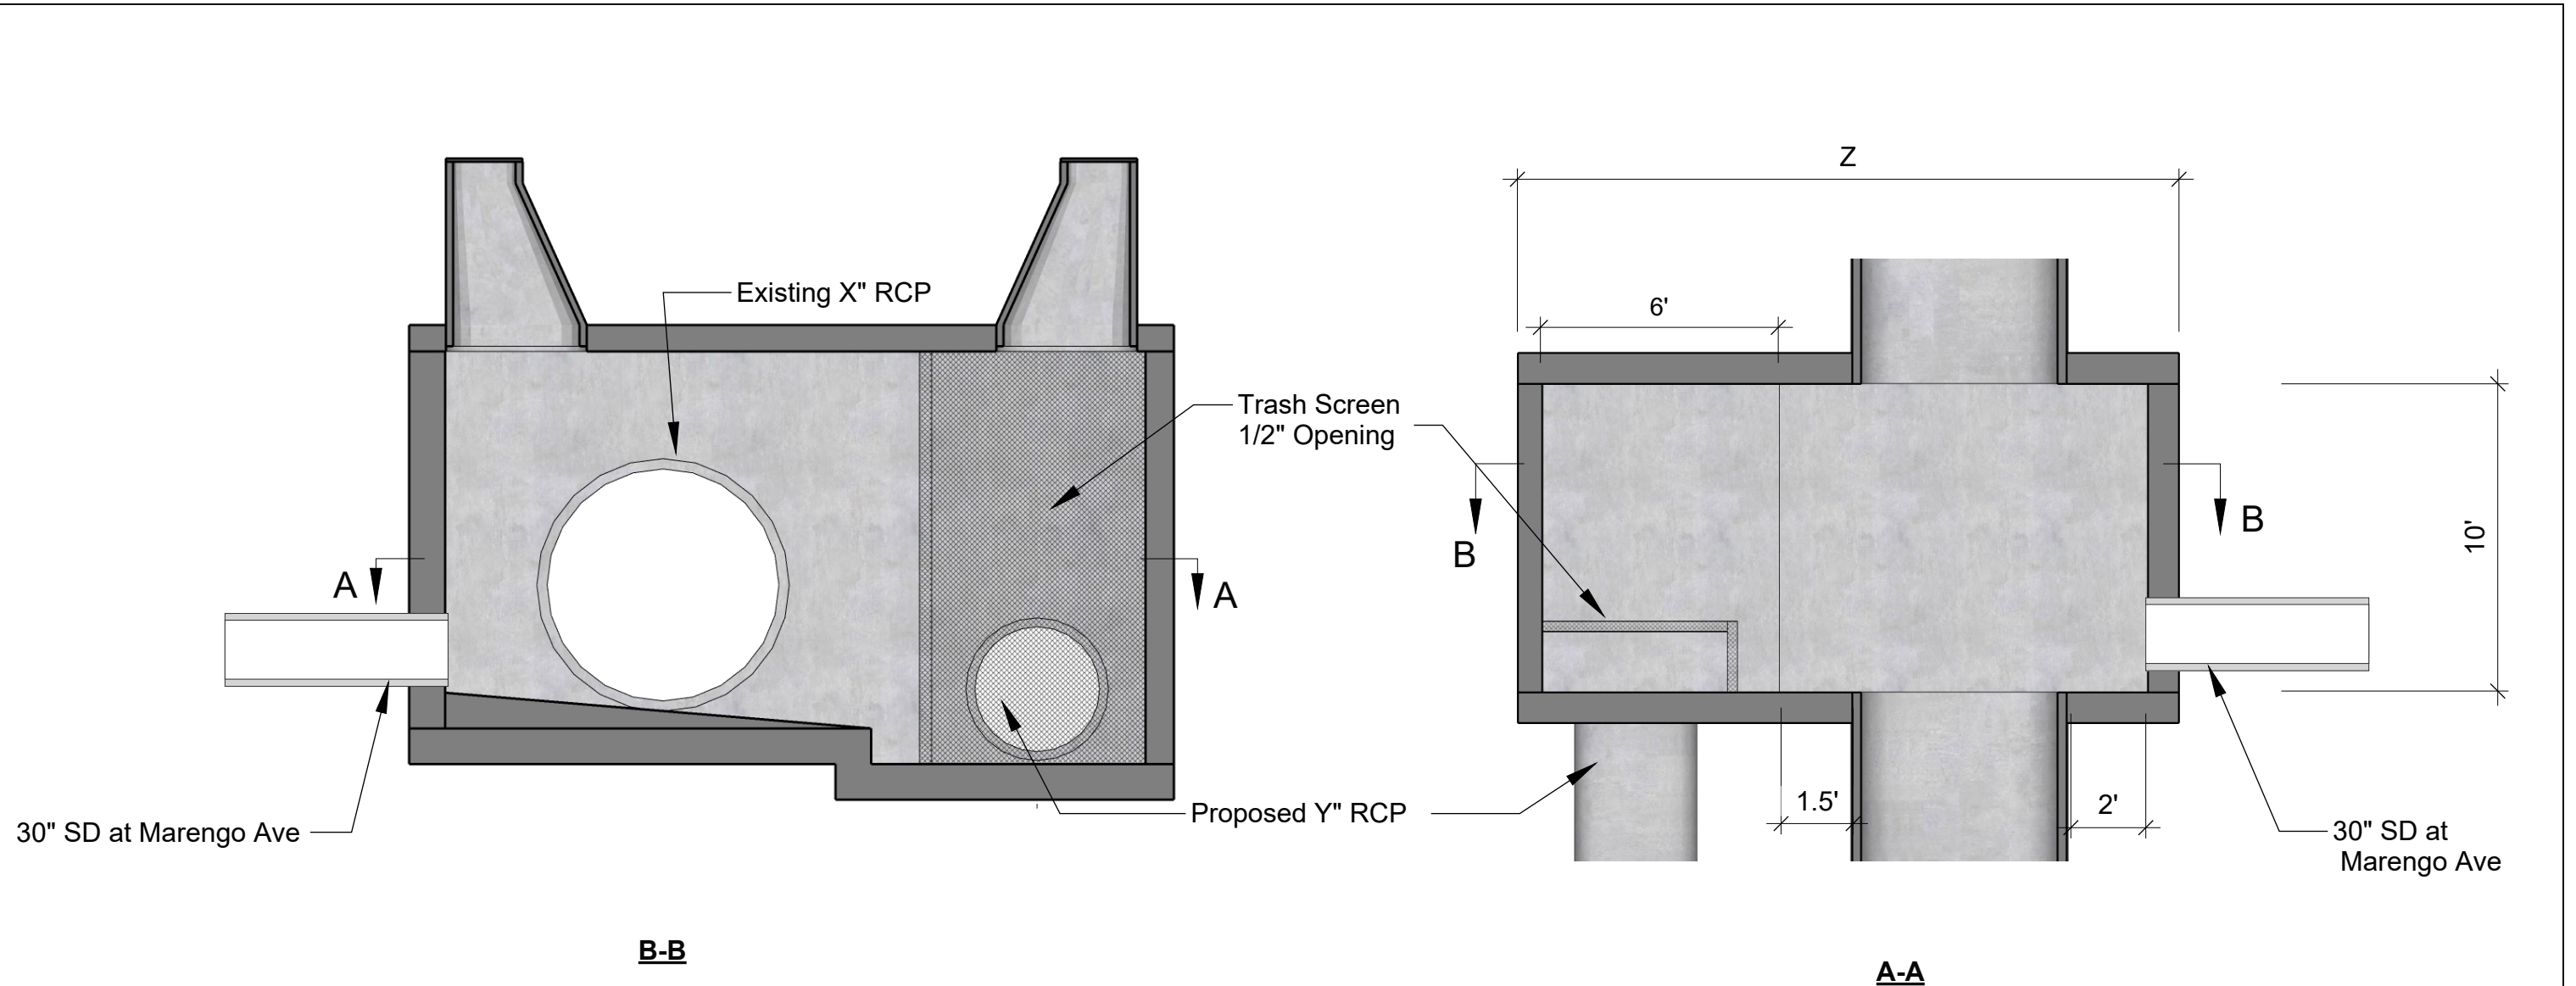 Z
6'
Existing X" RCP
Trash Screen
1/2" Opening
A
A
B
B
10'
1.5'
2'
Proposed Y" RCP
30" SD at Marengo Ave
30" SD at
Marengo Ave
B-B
A-A